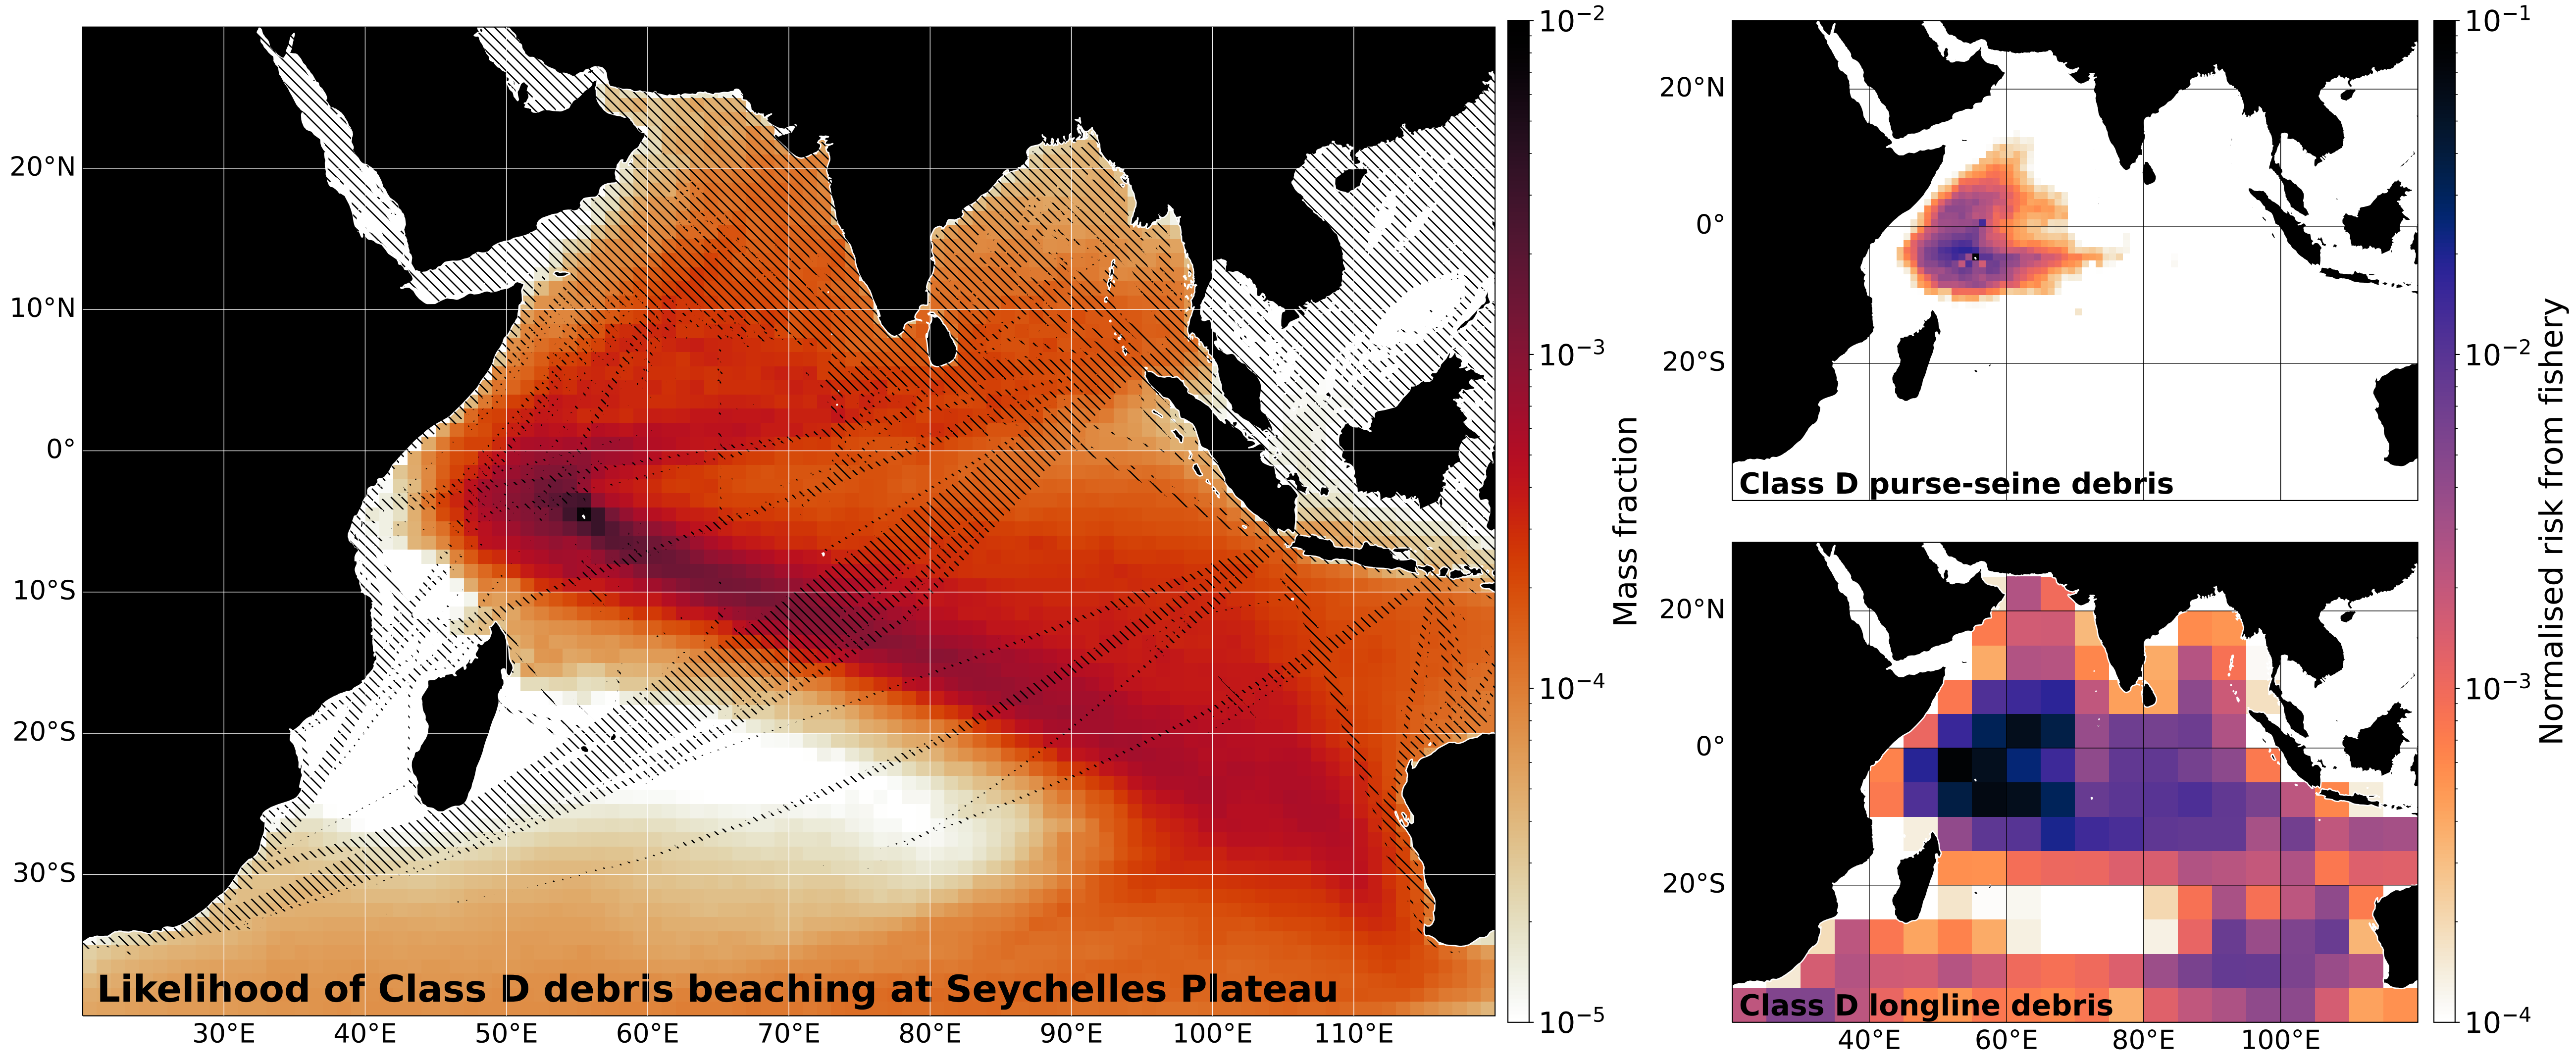 20°N
10°N
0°
10°S
20°S
30°S
30°E 40°E 50°E 60°E 70°E 80°E 90°E 100°E 110°E
Likelihood of Class D debris beaching at Seychelles Plateau
10⁻²
10⁻³
10⁻⁴
10⁻⁵
Mass fraction
20°N
0°
20°S
Class D purse-seine debris
20°N
0°
20°S
Class D longline debris
40°E 60°E 80°E 100°E
10⁻¹
10⁻²
10⁻³
10⁻⁴
Normalised risk from fishery